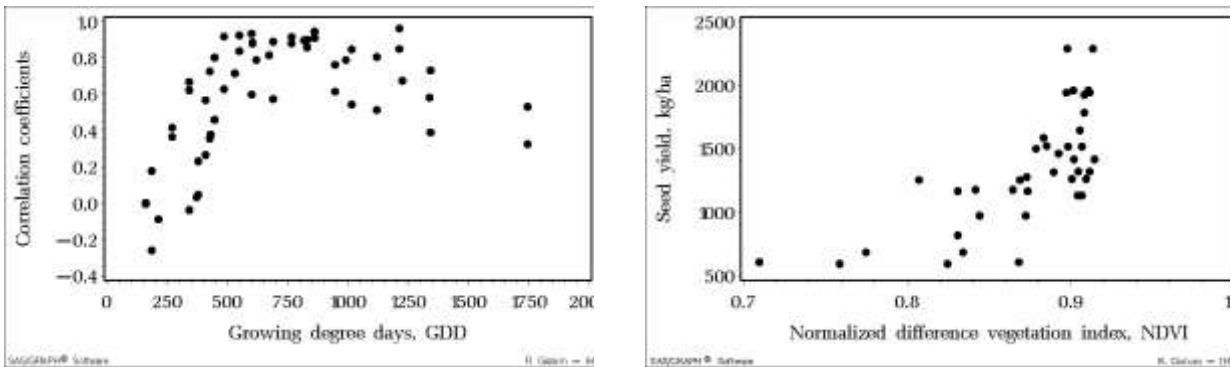 1.0
0.8
0.6
0.4
0.2
0.0
−0.2
−0.4
Correlation coefficients
0 250 500 750 1000 1250 1500 1750 200
Growing degree days, GDD
SAS/GRAPH® Software
2500
2000
1500
1000
500
Seed yield, kg/ha
0.7 0.8 0.9 1
Normalized difference vegetation index, NDVI
SAS/GRAPH® Software